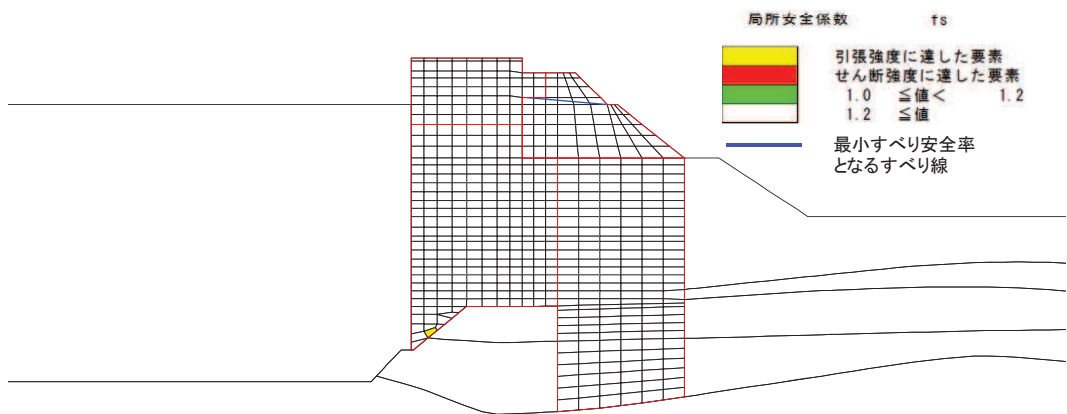 局所安全係数 fs
引張強度に達した要素
せん断強度に達した要素
1.0 ≦値< 1.2
1.2 ≦値
最小すべり安全率
となるすべり線